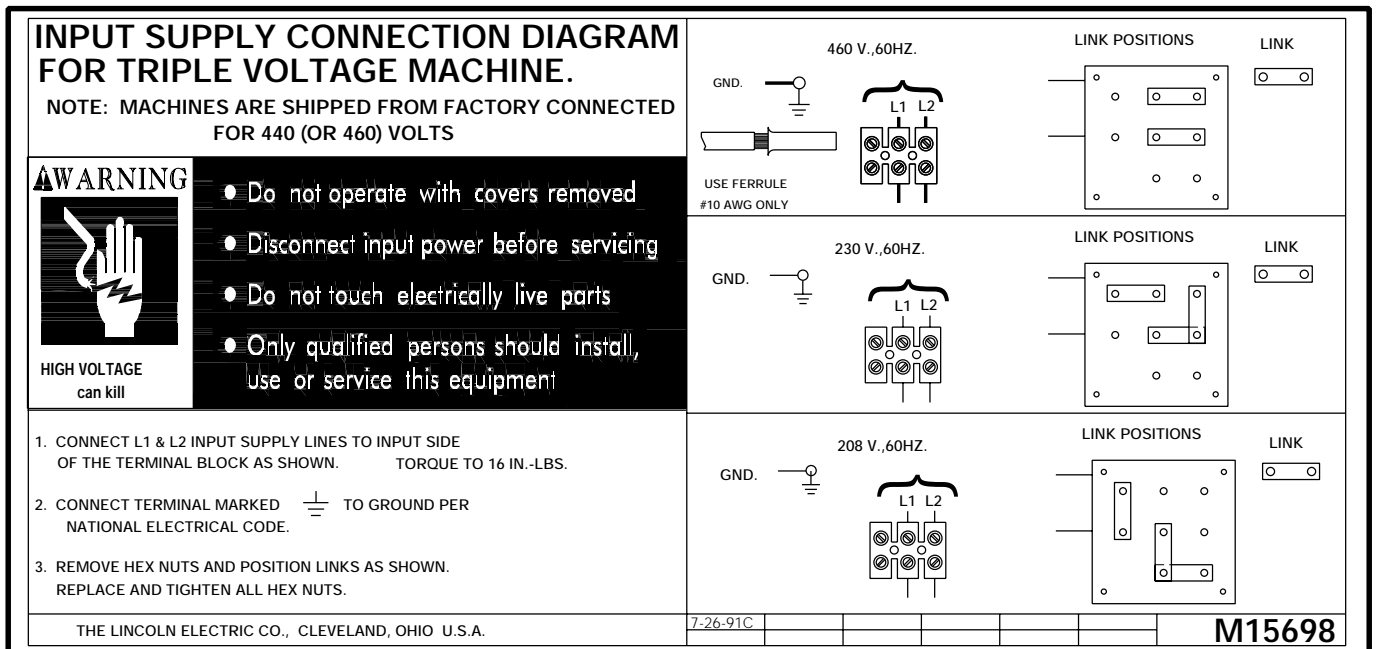 INPUT SUPPLY CONNECTION DIAGRAM
FOR TRIPLE VOLTAGE MACHINE.
NOTE: MACHINES ARE SHIPPED FROM FACTORY CONNECTED
FOR 440 (OR 460) VOLTS
WARNING
HIGH VOLTAGE
can kill
● Do not operate with covers removed
● Disconnect input power before servicing
● Do not touch electrically live parts
● Only qualified persons should install,
use or service this equipment
1. CONNECT L1 & L2 INPUT SUPPLY LINES TO INPUT SIDE
OF THE TERMINAL BLOCK AS SHOWN. TORQUE TO 16 IN.-LBS.
2. CONNECT TERMINAL MARKED ⏚ TO GROUND PER
NATIONAL ELECTRICAL CODE.
3. REMOVE HEX NUTS AND POSITION LINKS AS SHOWN.
REPLACE AND TIGHTEN ALL HEX NUTS.
THE LINCOLN ELECTRIC CO., CLEVELAND, OHIO U.S.A.
460 V.,60HZ.
LINK POSITIONS
LINK
GND.
L1 L2
USE FERRULE
#10 AWG ONLY
230 V.,60HZ.
LINK POSITIONS
LINK
GND.
L1 L2
208 V.,60HZ.
LINK POSITIONS
LINK
GND.
L1 L2
7-26-91C
M15698